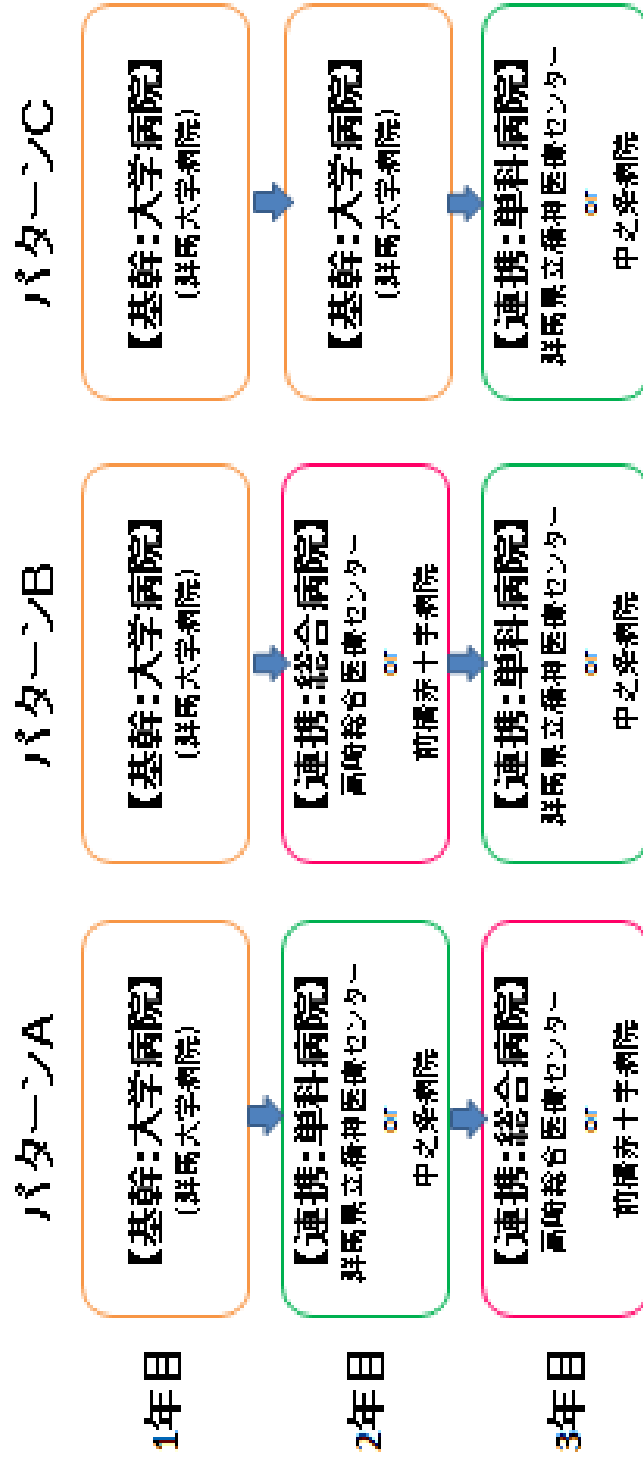 パターンA
パターンB
パターンC
1年目
【基幹:大学病院】
(群馬大学病院)
【基幹:大学病院】
(群馬大学病院)
【基幹:大学病院】
(群馬大学病院)
2年目
【連携:単科病院】
群馬県立精神医療センター
or
中之条病院
【連携:総合病院】
高崎総合医療センター
or
前橋赤十字病院
【基幹:大学病院】
(群馬大学病院)
3年目
【連携:総合病院】
高崎総合医療センター
or
前橋赤十字病院
【連携:単科病院】
群馬県立精神医療センター
or
中之条病院
【連携:単科病院】
群馬県立精神医療センター
or
中之条病院